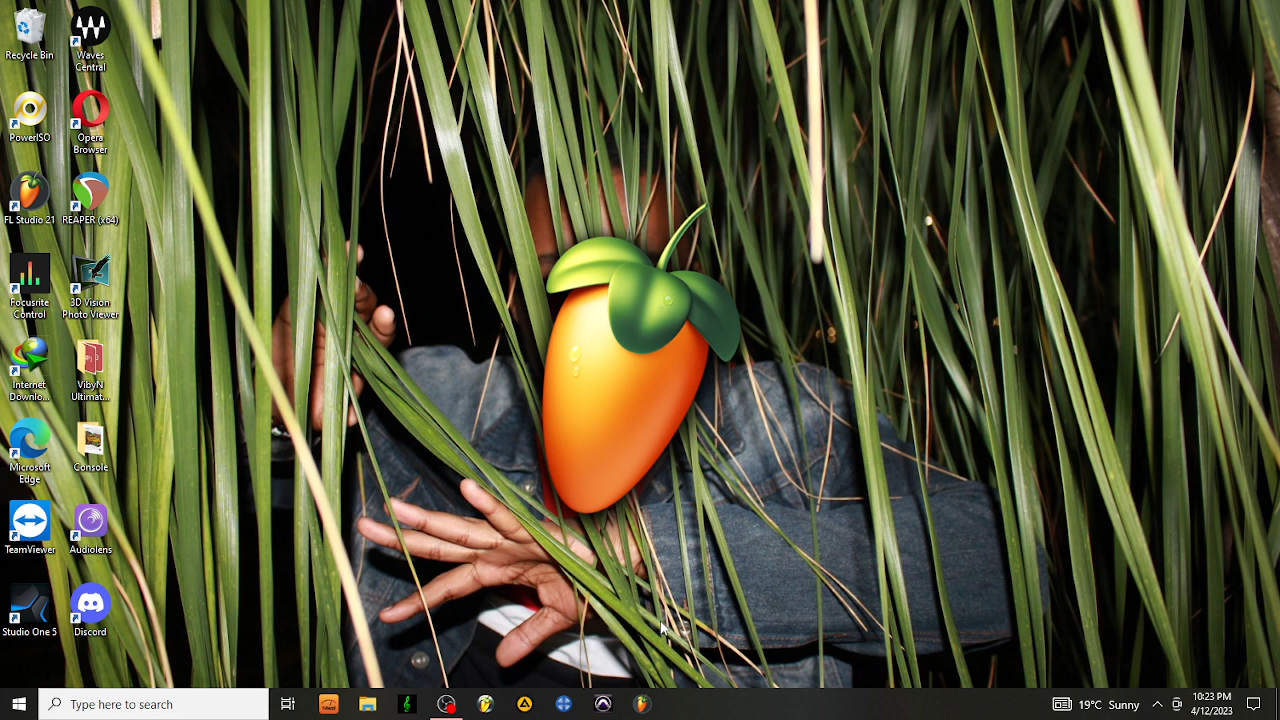 Recycle Bin
Waves
Central
PowerISO
Opera
Browser
FL Studio 21
REAPER (x64)
Focusrite
Control
3D Vision
Photo Viewer
Internet
Downlo...
VibyN
Ultimat...
Microsoft
Edge
Console
TeamViewer
Audiolens
Studio One 5
Discord
Type here to search
19°C Sunny
10:23 PM
4/12/2023